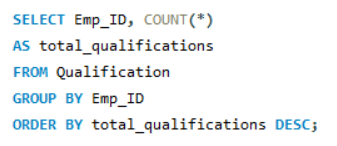 SELECT Emp_ID, COUNT(*)
AS total_qualifications
FROM Qualification
GROUP BY Emp_ID
ORDER BY total_qualifications DESC;